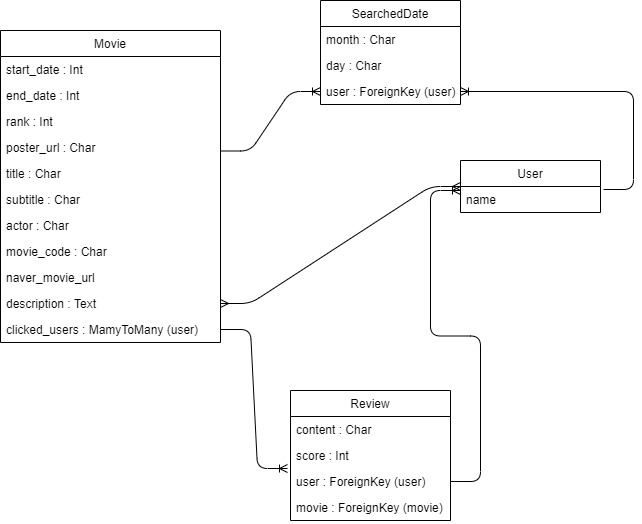 Movie
start_date : Int
end_date : Int
rank : Int
poster_url : Char
title : Char
subtitle : Char
actor : Char
movie_code : Char
naver_movie_url
description : Text
clicked_users : MamyToMany (user)
SearchedDate
month : Char
day : Char
user : ForeignKey (user)
User
name
Review
content : Char
score : Int
user : ForeignKey (user)
movie : ForeignKey (movie)